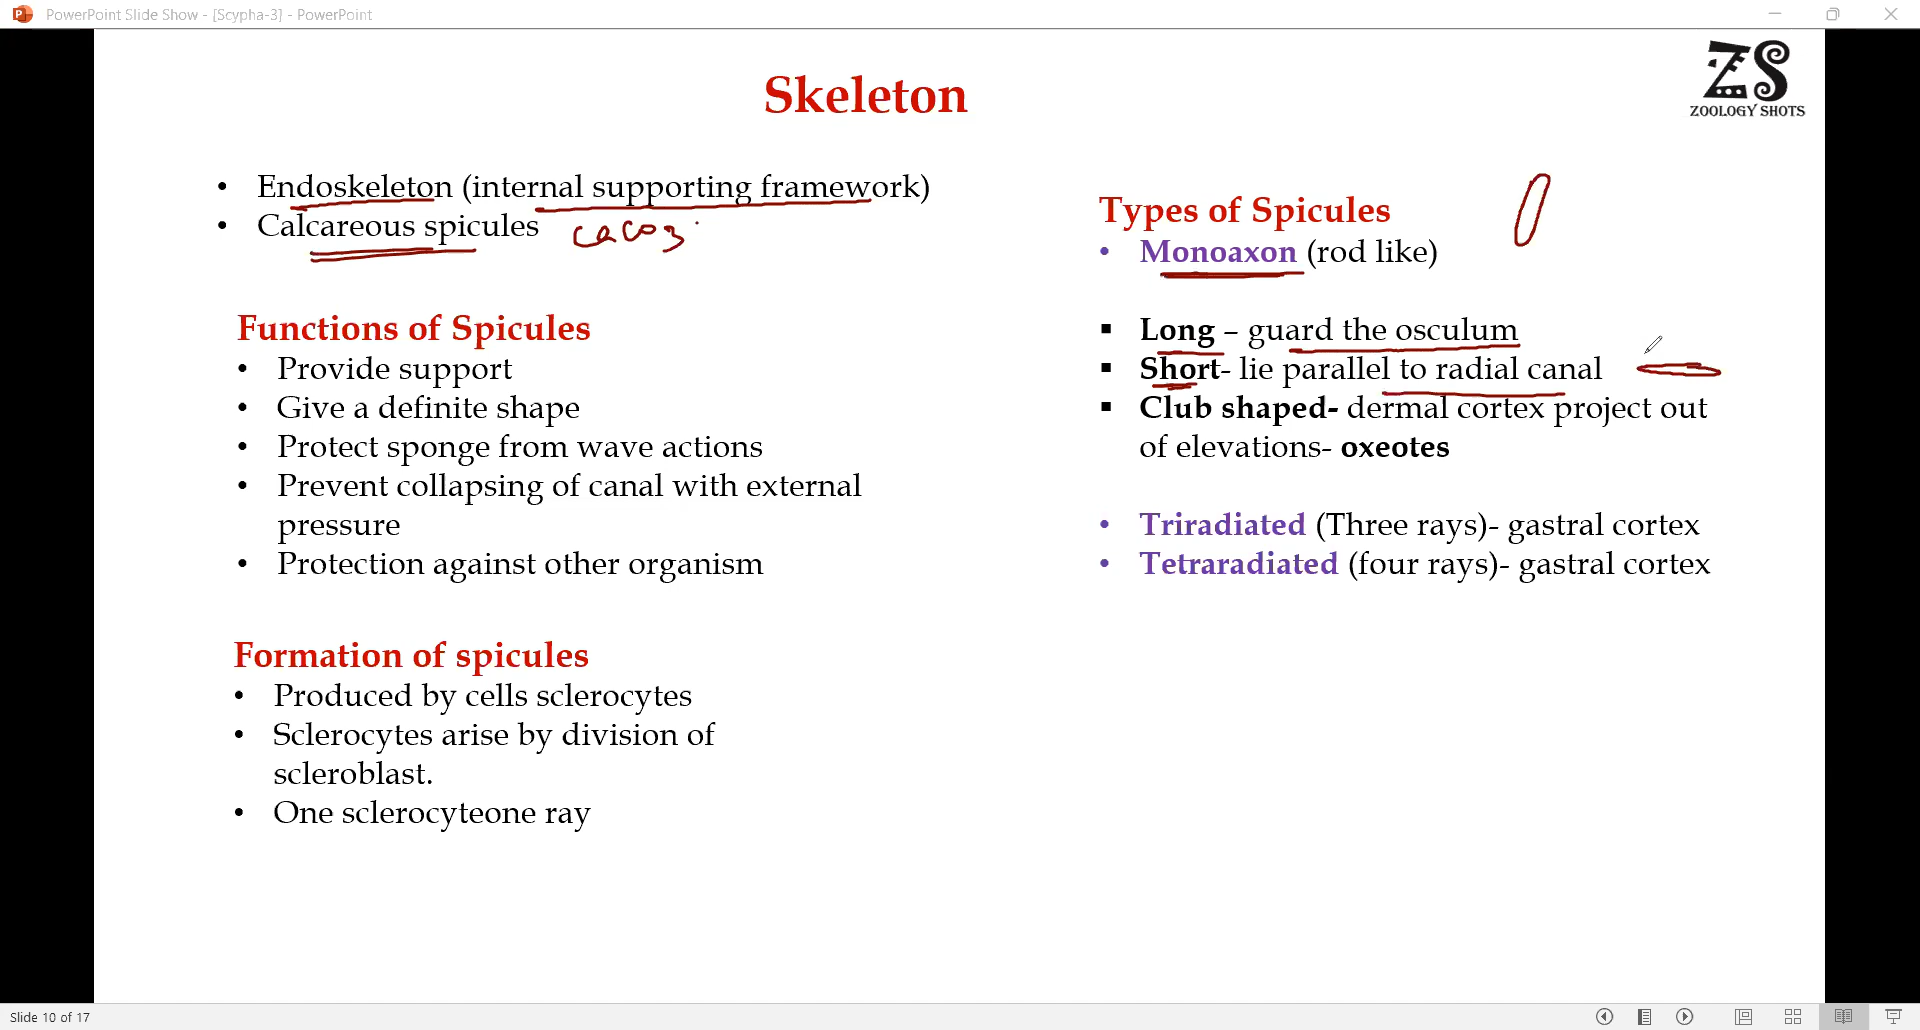 PowerPoint Slide Show - [Scypha-3] - PowerPoint
ZS
ZOOLOGY SHOTS
Skeleton
• Endoskeleton (internal supporting framework)
• Calcareous spicules caco3
Functions of Spicules
• Provide support
• Give a definite shape
• Protect sponge from wave actions
• Prevent collapsing of canal with external
pressure
• Protection against other organism
Formation of spicules
• Produced by cells sclerocytes
• Sclerocytes arise by division of
scleroblast.
• One sclerocyteone ray
Types of Spicules
• Monoaxon (rod like)
▪ Long – guard the osculum
▪ Short- lie parallel to radial canal
▪ Club shaped- dermal cortex project out
of elevations- oxeotes
• Triradiated (Three rays)- gastral cortex
• Tetraradiated (four rays)- gastral cortex
Slide 10 of 17